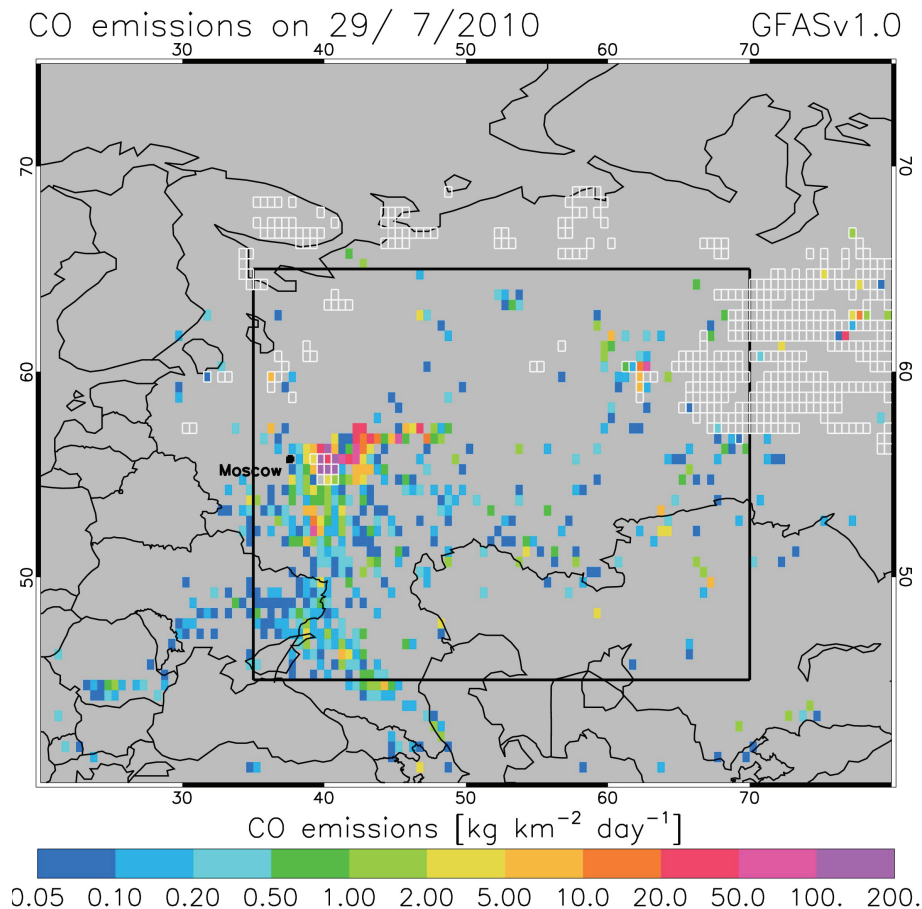 CO emissions on 29/ 7/2010 GFASv1.0
30 40 50 60 70
70 70
60 60
Moscow
50 50
30 40 50 60 70
CO emissions [kg km⁻² day⁻¹]
0.05 0.10 0.20 0.50 1.00 2.00 5.00 10.0 20.0 50.0 100. 200.